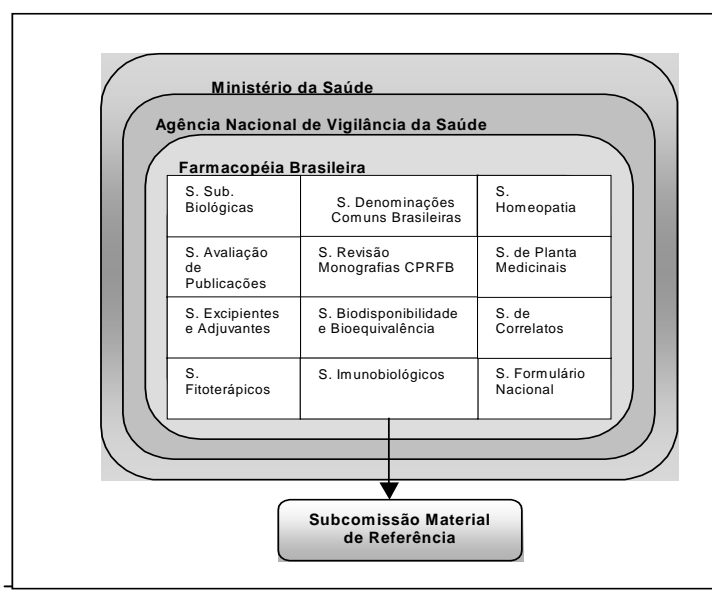 Ministério da Saúde
Agência Nacional de Vigilância da Saúde
Farmacopéia Brasileira
S. Sub.
Biológicas
S. Denominações
Comuns Brasileiras
S.
Homeopatia
S. Avaliação
de
Publicações
S. Revisão
Monografias CPRFB
S. de Planta
Medicinais
S. Excipientes
e Adjuvantes
S. Biodisponibilidade
e Bioequivalência
S. de
Correlatos
S.
Fitoterápicos
S. Imunobiológicos
S. Formulário
Nacional
Subcomissão Material
de Referência